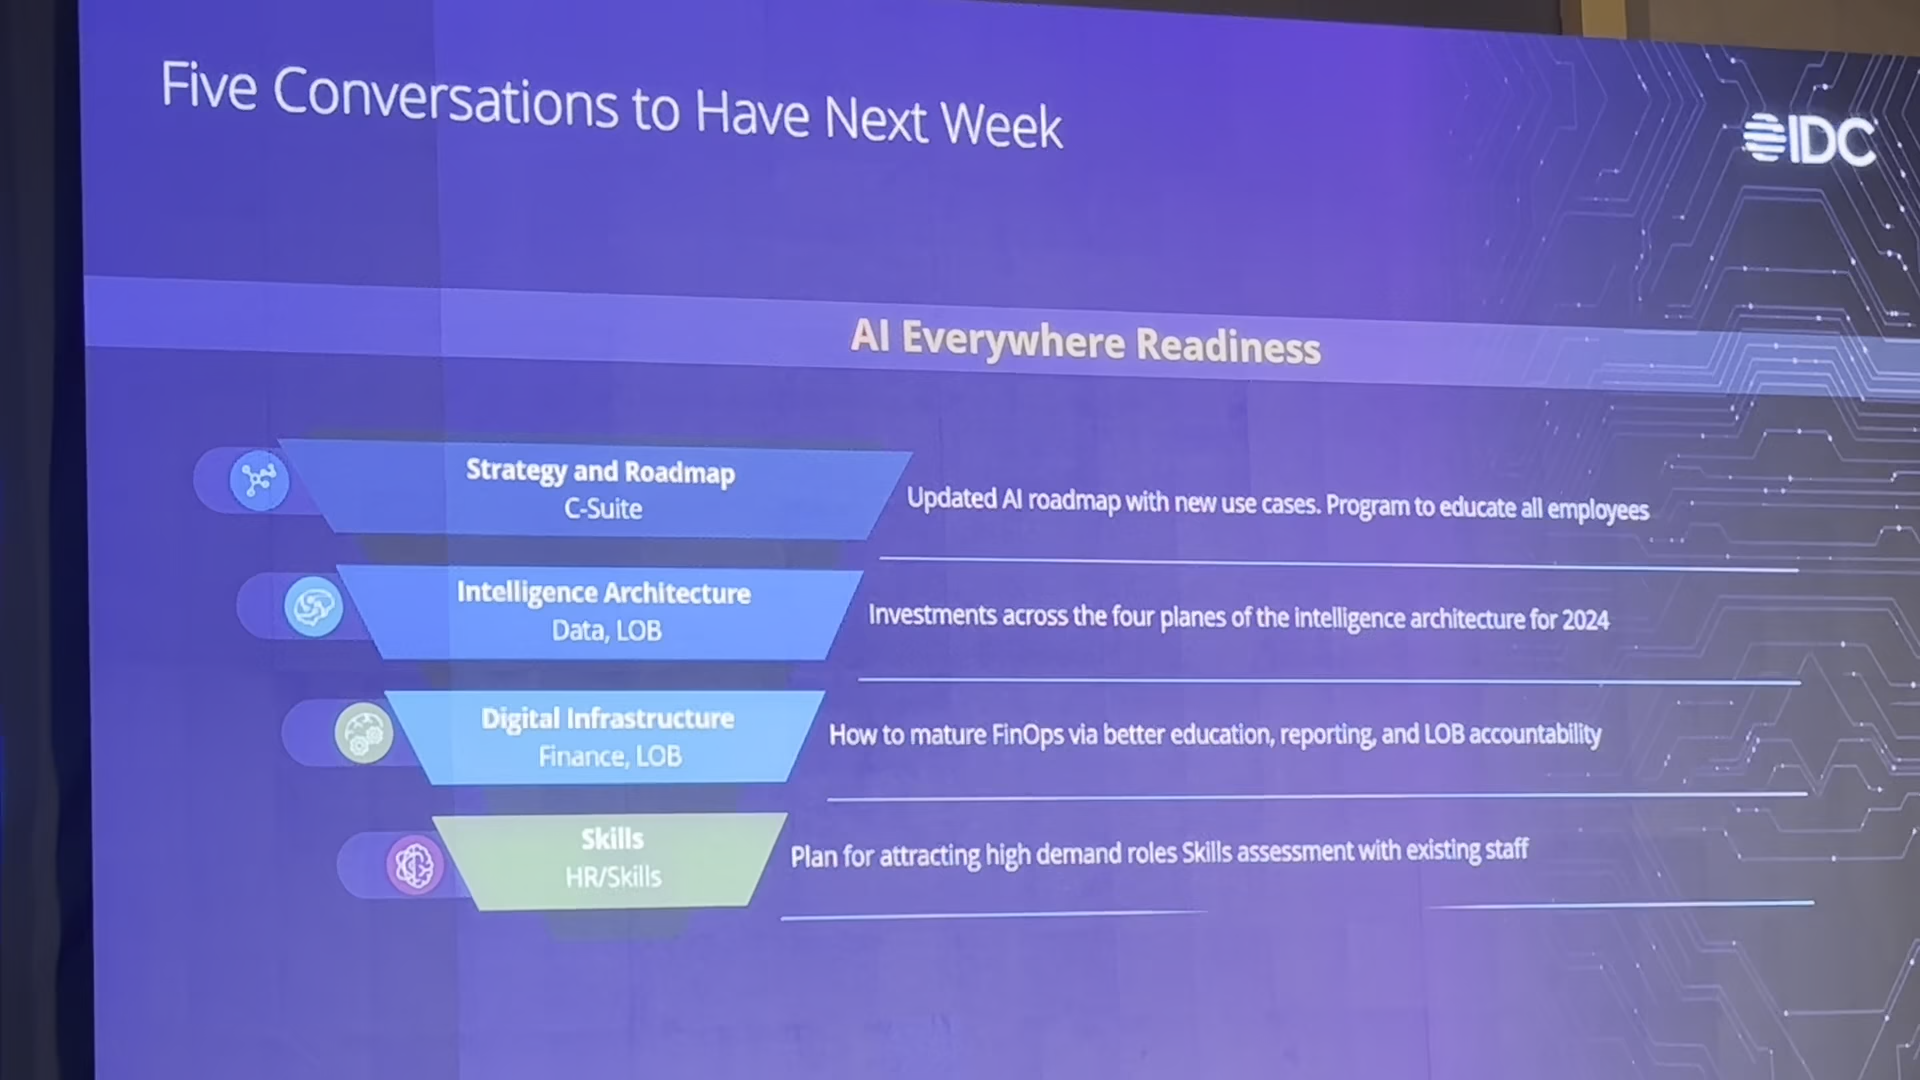 Five Conversations to Have Next Week
IDC
AI Everywhere Readiness
Strategy and Roadmap
C-Suite
Updated AI roadmap with new use cases. Program to educate all employees
Intelligence Architecture
Data, LOB
Investments across the four planes of the intelligence architecture for 2024
Digital Infrastructure
Finance, LOB
How to mature FinOps via better education, reporting, and LOB accountability
Skills
HR/Skills
Plan for attracting high demand roles Skills assessment with existing staff